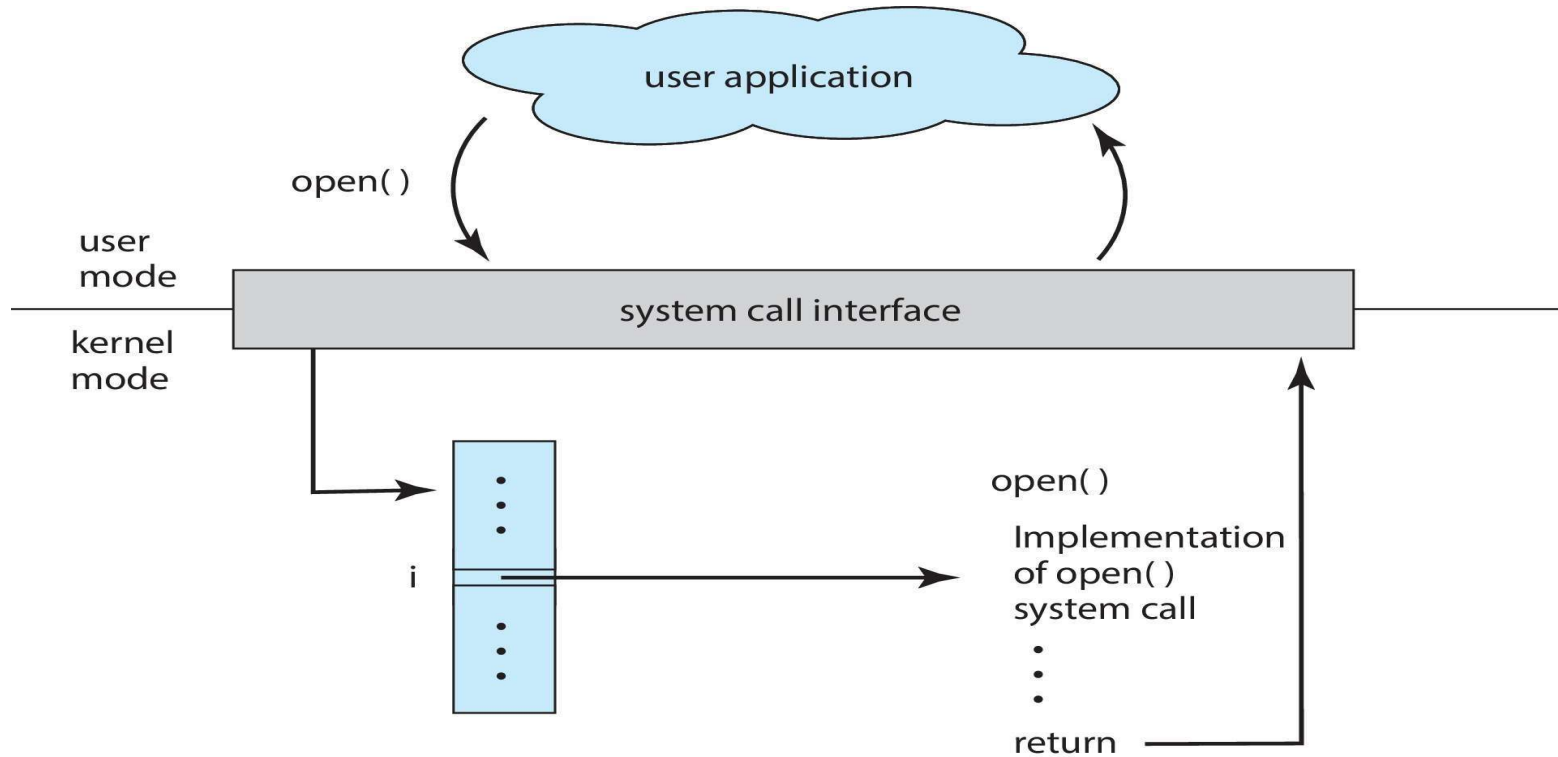 user application
open( )
user
mode
system call interface
kernel
mode
open( )
Implementation
of open( )
system call
i
return